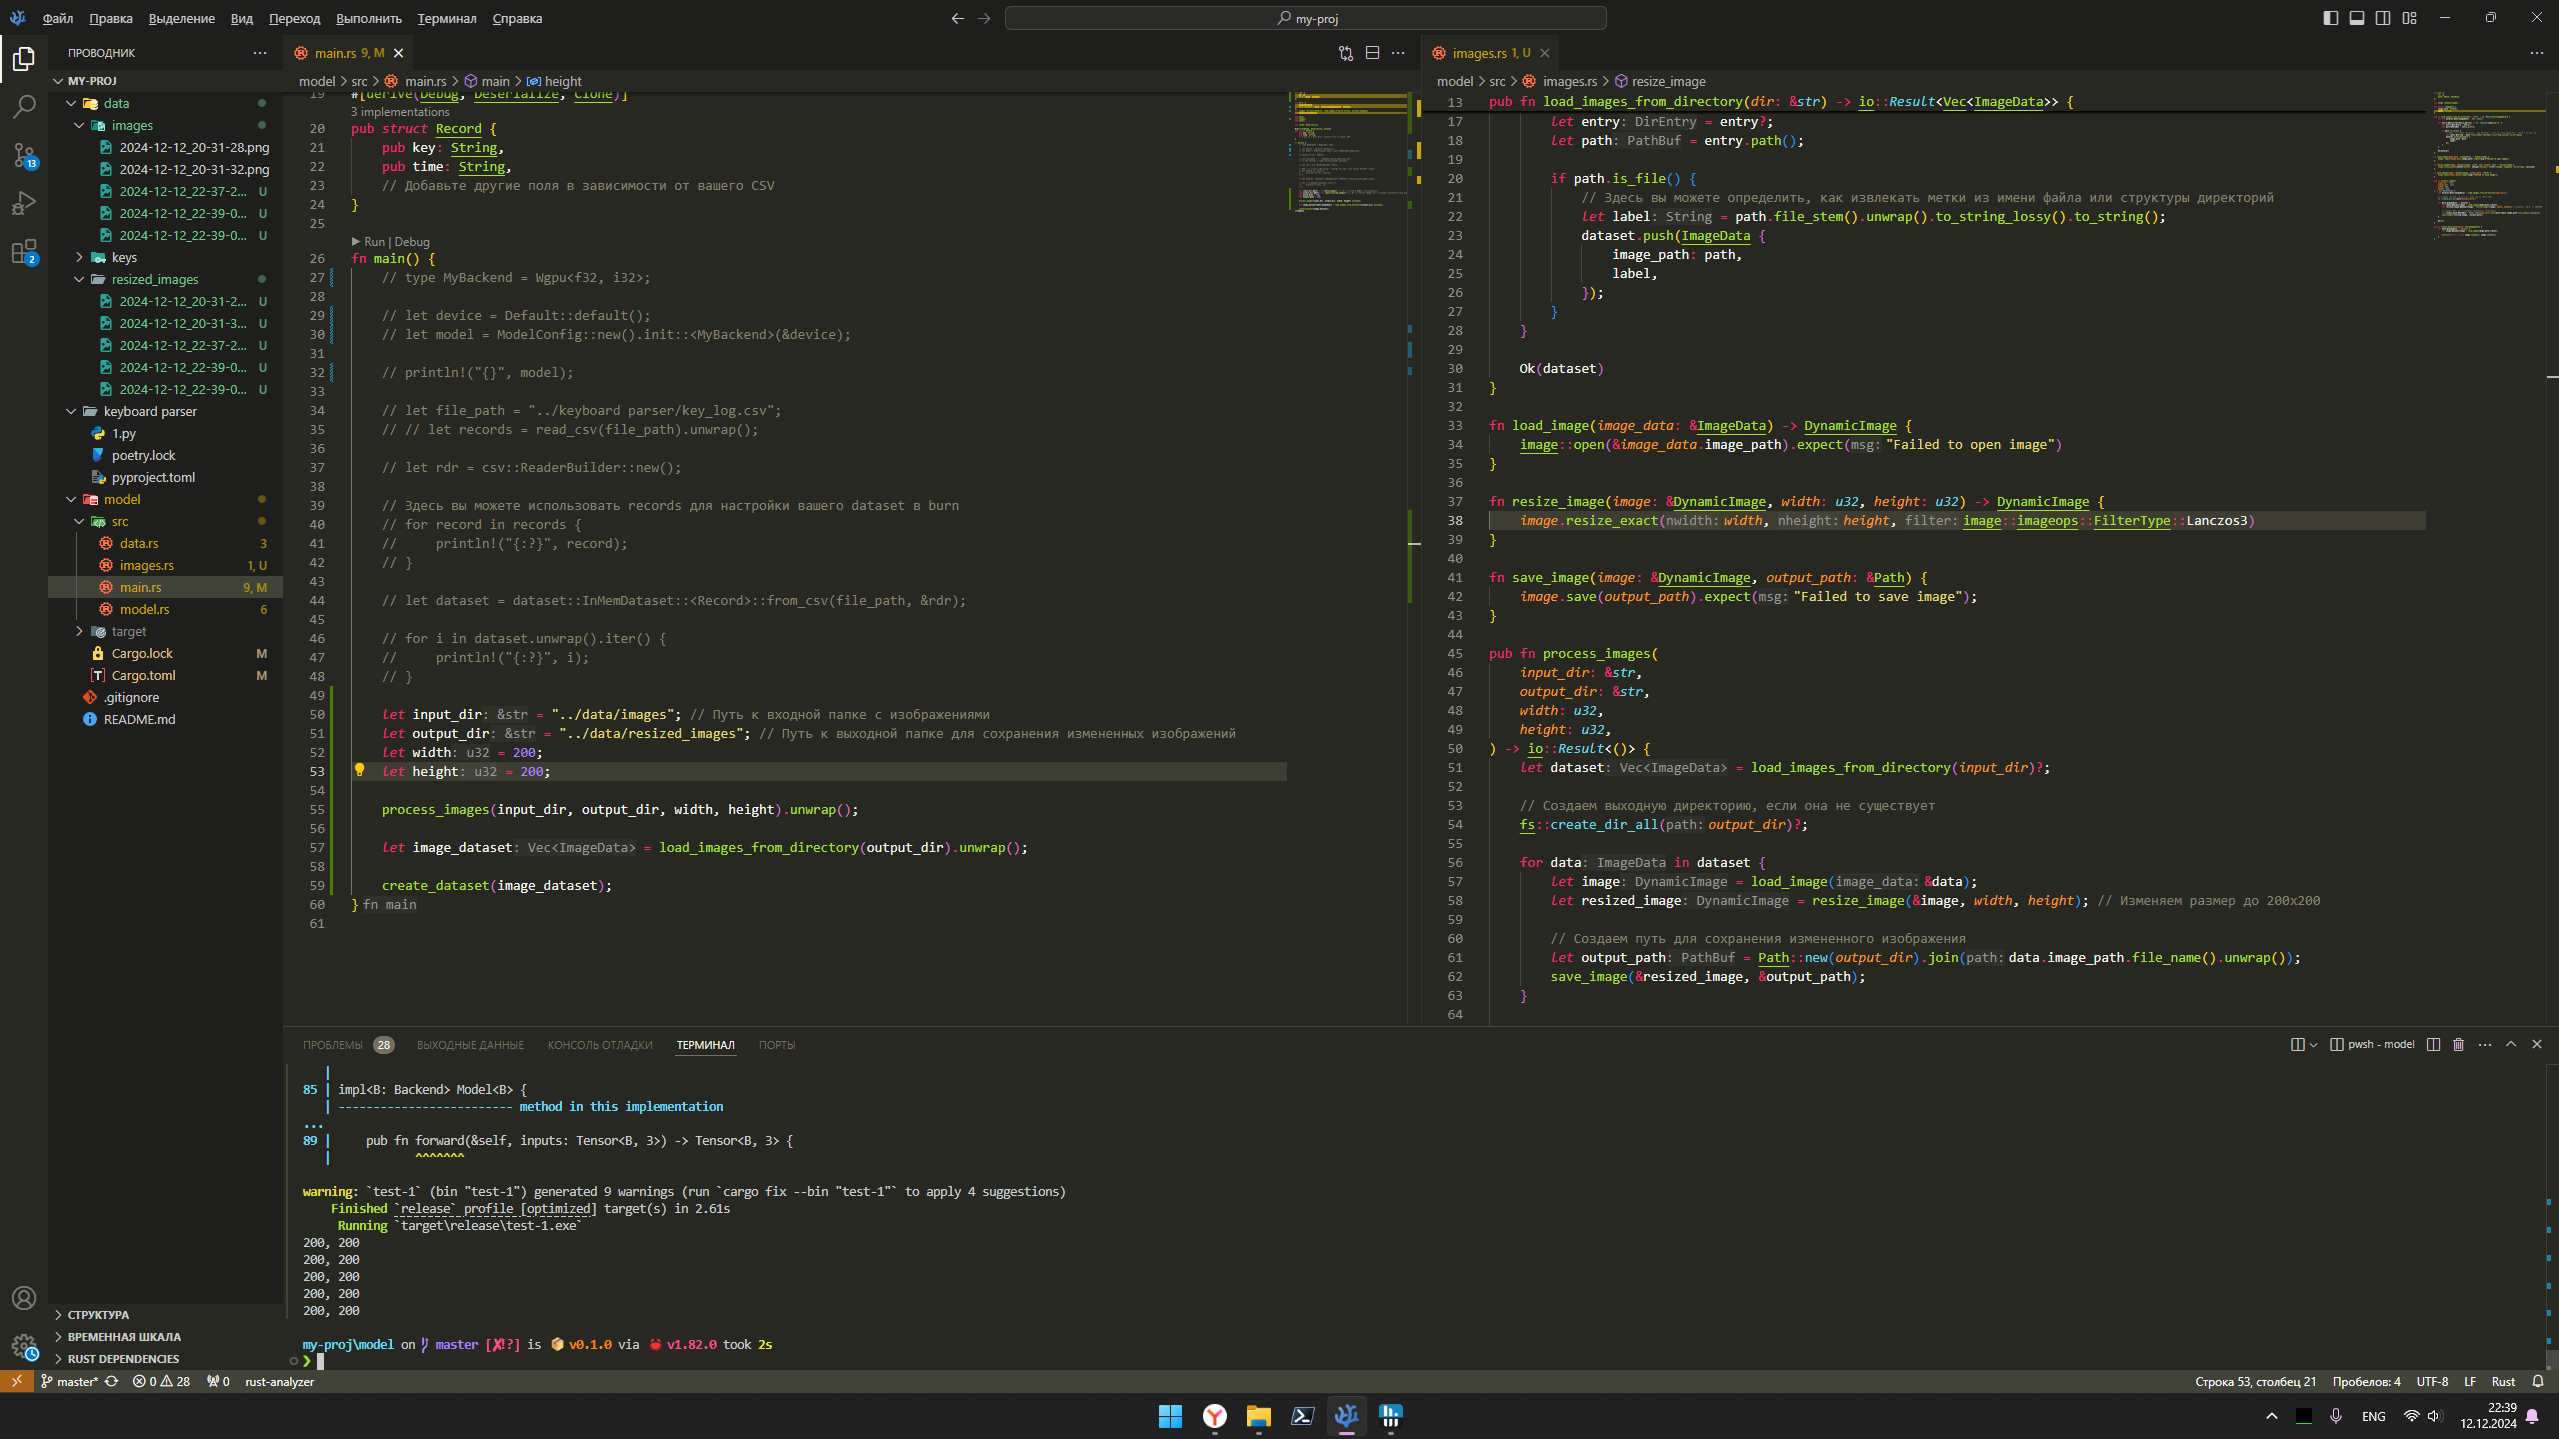 Файл Правка Выделение Вид Переход Выполнить Терминал Справка
my-proj
ПРОВОДНИК
MY-PROJ
data
images
2024-12-12_20-31-28.png
2024-12-12_20-31-32.png
2024-12-12_22-37-2... U
2024-12-12_22-39-0... U
2024-12-12_22-39-0... U
keys
resized_images
2024-12-12_20-31-2... U
2024-12-12_20-31-3... U
2024-12-12_22-37-2... U
2024-12-12_22-39-0... U
2024-12-12_22-39-0... U
keyboard parser
1.py
poetry.lock
pyproject.toml
model
src
data.rs 3
images.rs 1, U
main.rs 9, M
model.rs 6
target
Cargo.lock M
Cargo.toml M
.gitignore
README.md
СТРУКТУРА
ВРЕМЕННАЯ ШКАЛА
RUST DEPENDENCIES
13
2
main.rs 9, M
model > src > main.rs > main > height
19 #[derive(Debug, Deserialize, Clone)]
3 implementations
20 pub struct Record {
21 pub key: String,
22 pub time: String,
23 // Добавьте другие поля в зависимости от вашего CSV
24 }
25
Run | Debug
26 fn main() {
27 // type MyBackend = Wgpu<f32, i32>;
28
29 // let device = Default::default();
30 // let model = ModelConfig::new().init::<MyBackend>(&device);
31
32 // println!("{}", model);
33
34 // let file_path = "../keyboard parser/key_log.csv";
35 // // let records = read_csv(file_path).unwrap();
36
37 // let rdr = csv::ReaderBuilder::new();
38
39 // Здесь вы можете использовать records для настройки вашего dataset в burn
40 // for record in records {
41 //     println!("{:?}", record);
42 // }
43
44 // let dataset = dataset::InMemDataset::<Record>::from_csv(file_path, &rdr);
45
46 // for i in dataset.unwrap().iter() {
47 //     println!("{:?}", i);
48 // }
49
50 let input_dir: &str = "../data/images"; // Путь к входной папке с изображениями
51 let output_dir: &str = "../data/resized_images"; // Путь к выходной папке для сохранения измененных изображений
52 let width: u32 = 200;
53 let height: u32 = 200;
54
55 process_images(input_dir, output_dir, width, height).unwrap();
56
57 let image_dataset: Vec<ImageData> = load_images_from_directory(output_dir).unwrap();
58
59 create_dataset(image_dataset);
60 } fn main
61
images.rs 1, U
model > src > images.rs > resize_image
13 pub fn load_images_from_directory(dir: &str) -> io::Result<Vec<ImageData>> {
17 let entry: DirEntry = entry?;
18 let path: PathBuf = entry.path();
19
20 if path.is_file() {
21 // Здесь вы можете определить, как извлекать метки из имени файла или структуры директорий
22 let label: String = path.file_stem().unwrap().to_string_lossy().to_string();
23 dataset.push(ImageData {
24 image_path: path,
25 label,
26 });
27 }
28 }
29
30 Ok(dataset)
31 }
32
33 fn load_image(image_data: &ImageData) -> DynamicImage {
34 image::open(&image_data.image_path).expect(msg: "Failed to open image")
35 }
36
37 fn resize_image(image: &DynamicImage, width: u32, height: u32) -> DynamicImage {
38 image.resize_exact(nwidth: width, nheight: height, filter: image::imageops::FilterType::Lanczos3)
39 }
40
41 fn save_image(image: &DynamicImage, output_path: &Path) {
42 image.save(output_path).expect(msg: "Failed to save image");
43 }
44
45 pub fn process_images(
46 input_dir: &str,
47 output_dir: &str,
48 width: u32,
49 height: u32,
50 ) -> io::Result<()> {
51 let dataset: Vec<ImageData> = load_images_from_directory(input_dir)?;
52
53 // Создаем выходную директорию, если она не существует
54 fs::create_dir_all(path: output_dir)?;
55
56 for data: ImageData in dataset {
57 let image: DynamicImage = load_image(image_data: &data);
58 let resized_image: DynamicImage = resize_image(&image, width, height); // Изменяем размер до 200x200
59
60 // Создаем путь для сохранения измененного изображения
61 let output_path: PathBuf = Path::new(output_dir).join(path: data.image_path.file_name().unwrap());
62 save_image(&resized_image, &output_path);
63 }
64
ПРОБЛЕМЫ 28 ВЫХОДНЫЕ ДАННЫЕ КОНСОЛЬ ОТЛАДКИ ТЕРМИНАЛ ПОРТЫ
pwsh - model
|
85 | impl<B: Backend> Model<B> {
| ------------------------- method in this implementation
...
89 |     pub fn forward(&self, inputs: Tensor<B, 3>) -> Tensor<B, 3> {
|            ^^^^^^^
warning: `test-1` (bin "test-1") generated 9 warnings (run `cargo fix --bin "test-1"` to apply 4 suggestions)
Finished `release` profile [optimized] target(s) in 2.61s
Running `target\release\test-1.exe`
200, 200
200, 200
200, 200
200, 200
200, 200
my-proj\model on master [✘!?] is v0.1.0 via v1.82.0 took 2s
❯
master* 0 28 0 rust-analyzer
Строка 53, столбец 21 Пробелов: 4 UTF-8 LF Rust
ENG 22:39
12.12.2024